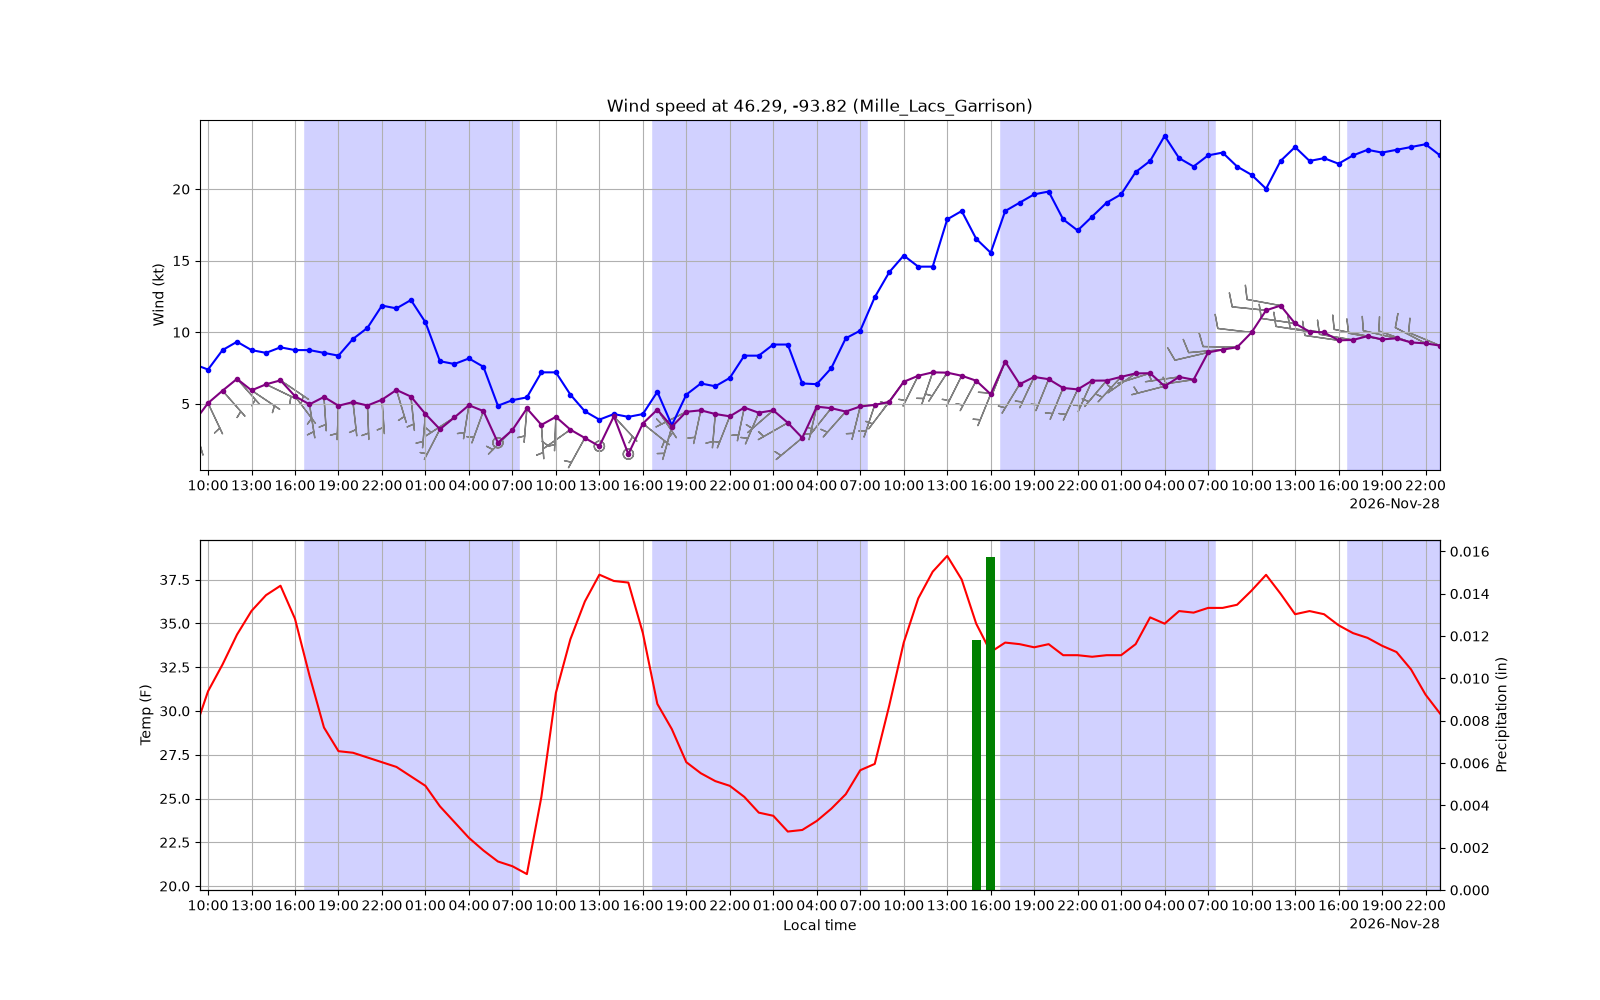 Wind speed at 46.29, -93.82 (Mille_Lacs_Garrison)
Wind (kt)
20
15
10
5
10:00 13:00 16:00 19:00 22:00 01:00 04:00 07:00 10:00 13:00 16:00 19:00 22:00 01:00 04:00 07:00 10:00 13:00 16:00 19:00 22:00 01:00 04:00 07:00 10:00 13:00 16:00 19:00 22:00
2026-Nov-28
Temp (F)
37.5
35.0
32.5
30.0
27.5
25.0
22.5
20.0
0.016
0.014
0.012
0.010
0.008
0.006
0.004
0.002
0.000
Precipitation (in)
10:00 13:00 16:00 19:00 22:00 01:00 04:00 07:00 10:00 13:00 16:00 19:00 22:00 01:00 04:00 07:00 10:00 13:00 16:00 19:00 22:00 01:00 04:00 07:00 10:00 13:00 16:00 19:00 22:00
Local time
2026-Nov-28